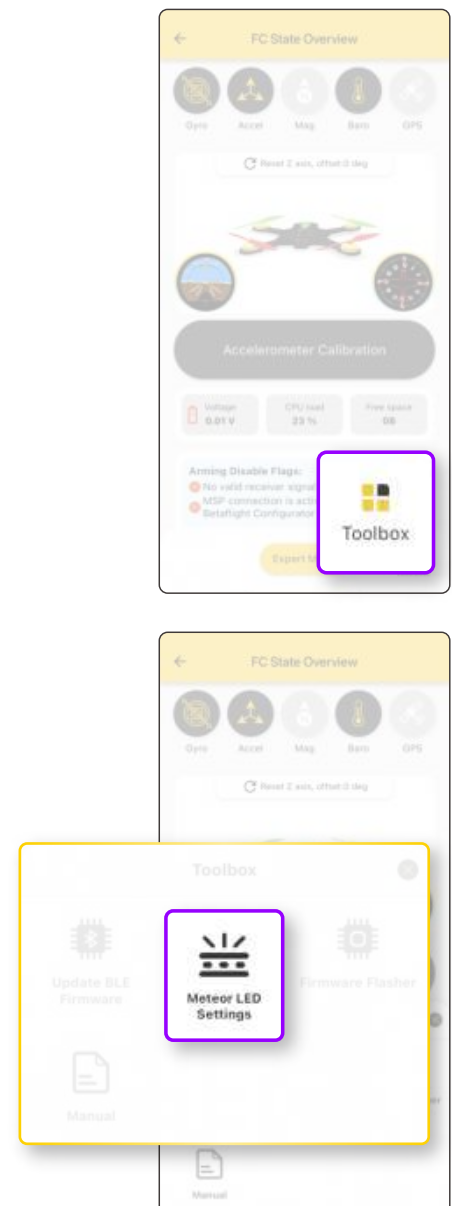 FC State Overview
Gyro Accel Mag Baro GPS
Reset Z axis, offset:0 deg
Accelerometer Calibration
Voltage CPU load Free space
0.01 V 23 % 0B
Arming Disable Flags:
No valid receiver signal
MSP connection is
Betaflight Configurator
Toolbox
Expert
FC State Overview
Gyro Accel Mag Baro GPS
Reset Z axis, offset:0 deg
Toolbox
Update BLE
Firmware
Meteor LED
Settings
Firmware Flasher
Manual
Manual